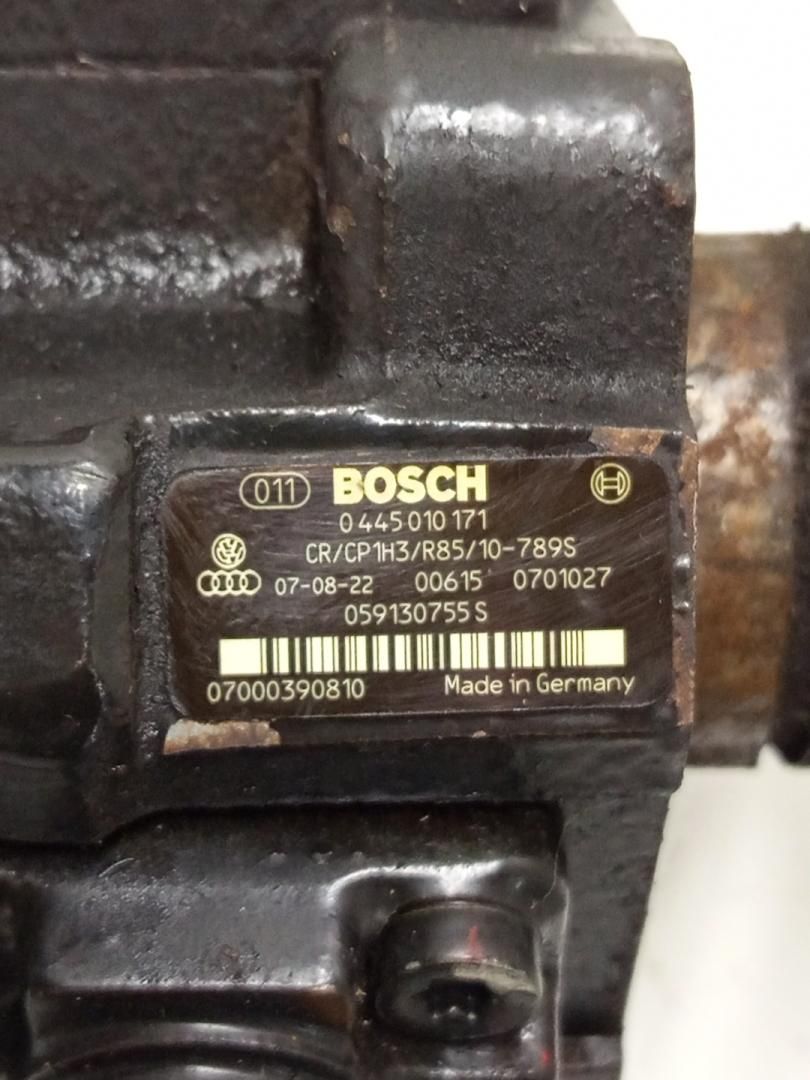 011 BOSCH
0 445 010 171
CR/CP1H3/R85/10-789S
07-08-22 00615 0701027
059130755S
07000390810 Made in Germany